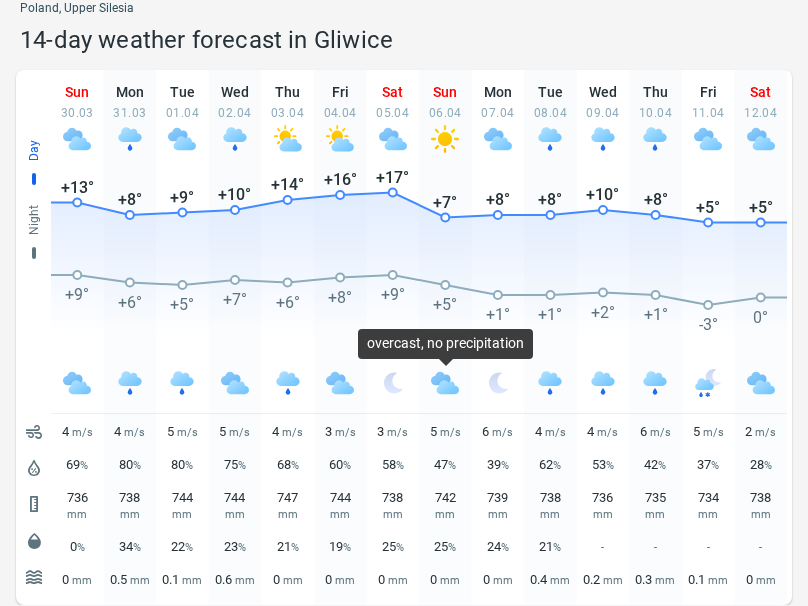 Poland, Upper Silesia
14-day weather forecast in Gliwice
Sun Mon Tue Wed Thu Fri Sat Sun Mon Tue Wed Thu Fri Sat
30.03 31.03 01.04 02.04 03.04 04.04 05.04 06.04 07.04 08.04 09.04 10.04 11.04 12.04
Day
+13° +8° +9° +10° +14° +16° +17° +7° +8° +8° +10° +8° +5° +5°
Night
+9° +6° +5° +7° +6° +8° +9° +5° +1° +1° +2° +1° -3° 0°
overcast, no precipitation
4 m/s 4 m/s 5 m/s 5 m/s 4 m/s 3 m/s 3 m/s 5 m/s 6 m/s 4 m/s 4 m/s 6 m/s 5 m/s 2 m/s
69% 80% 80% 75% 68% 60% 58% 47% 39% 62% 53% 42% 37% 28%
736 738 744 744 747 744 738 742 739 738 736 735 734 738
mm mm mm mm mm mm mm mm mm mm mm mm mm mm
0% 34% 22% 23% 21% 19% 25% 25% 24% 21% - - - -
0 mm 0.5 mm 0.1 mm 0.6 mm 0 mm 0 mm 0 mm 0 mm 0 mm 0.4 mm 0.2 mm 0.3 mm 0.1 mm 0 mm